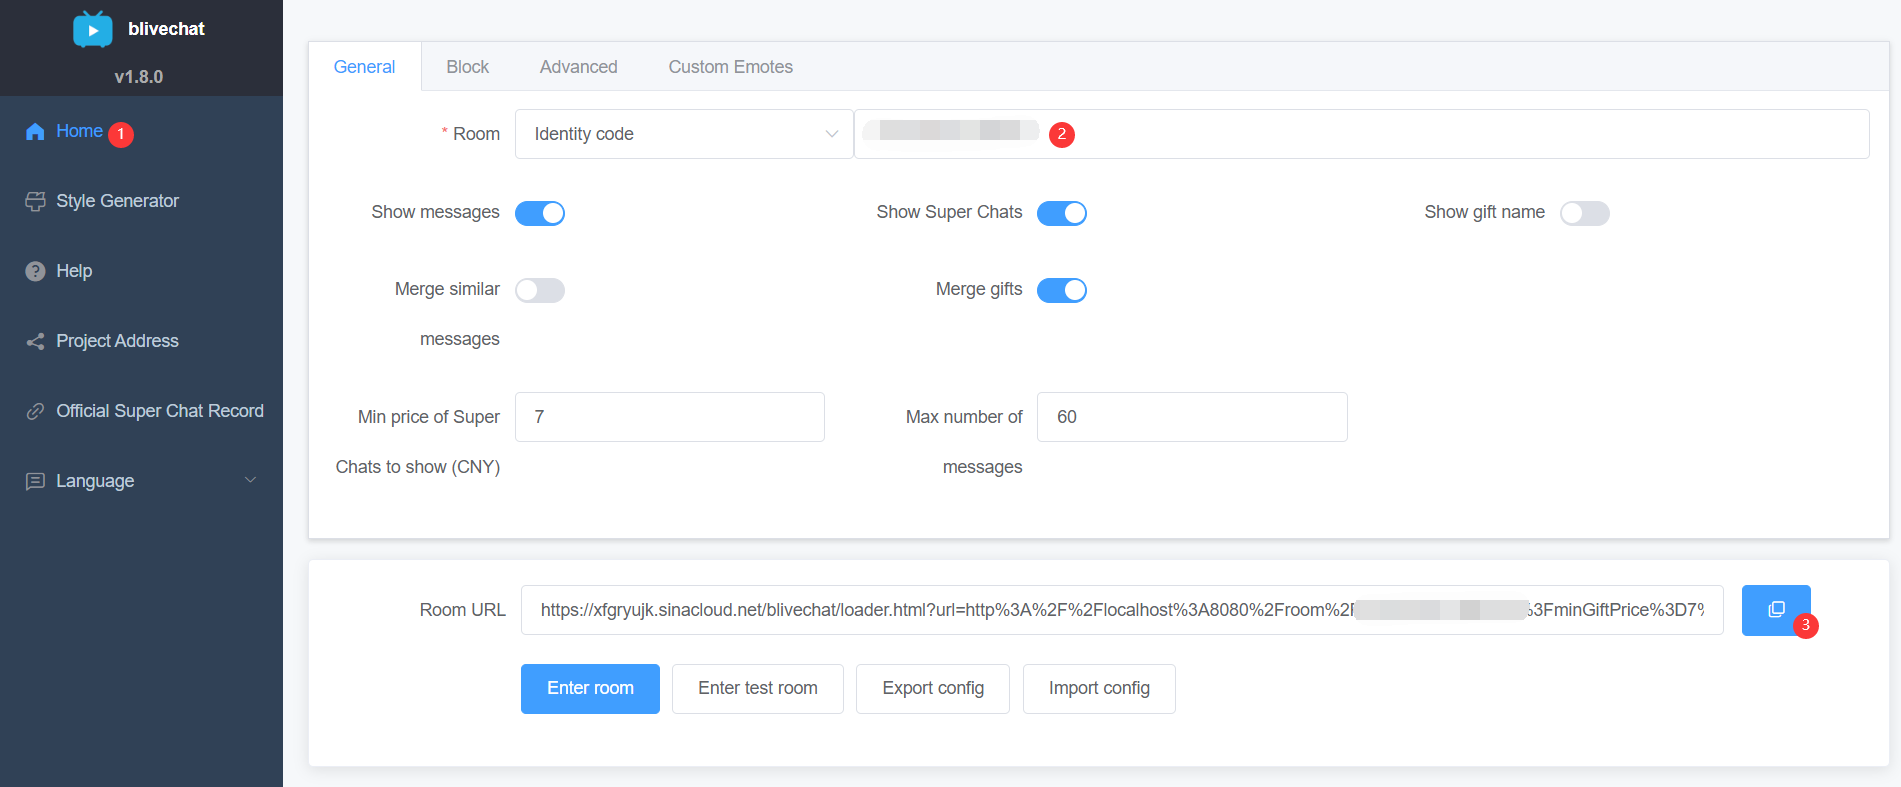 blivechat
v1.8.0
Home 1
Style Generator
Help
Project Address
Official Super Chat Record
Language
General Block Advanced Custom Emotes
* Room Identity code 2
Show messages Show Super Chats Show gift name
Merge similar messages Merge gifts
Min price of Super Chats to show (CNY) 7 Max number of messages 60
Room URL https://xfgryujk.sinacloud.net/blivechat/loader.html?url=http%3A%2F%2Flocalhost%3A8080%2Froom%2 3FminGiftPrice%3D7% 3
Enter room Enter test room Export config Import config